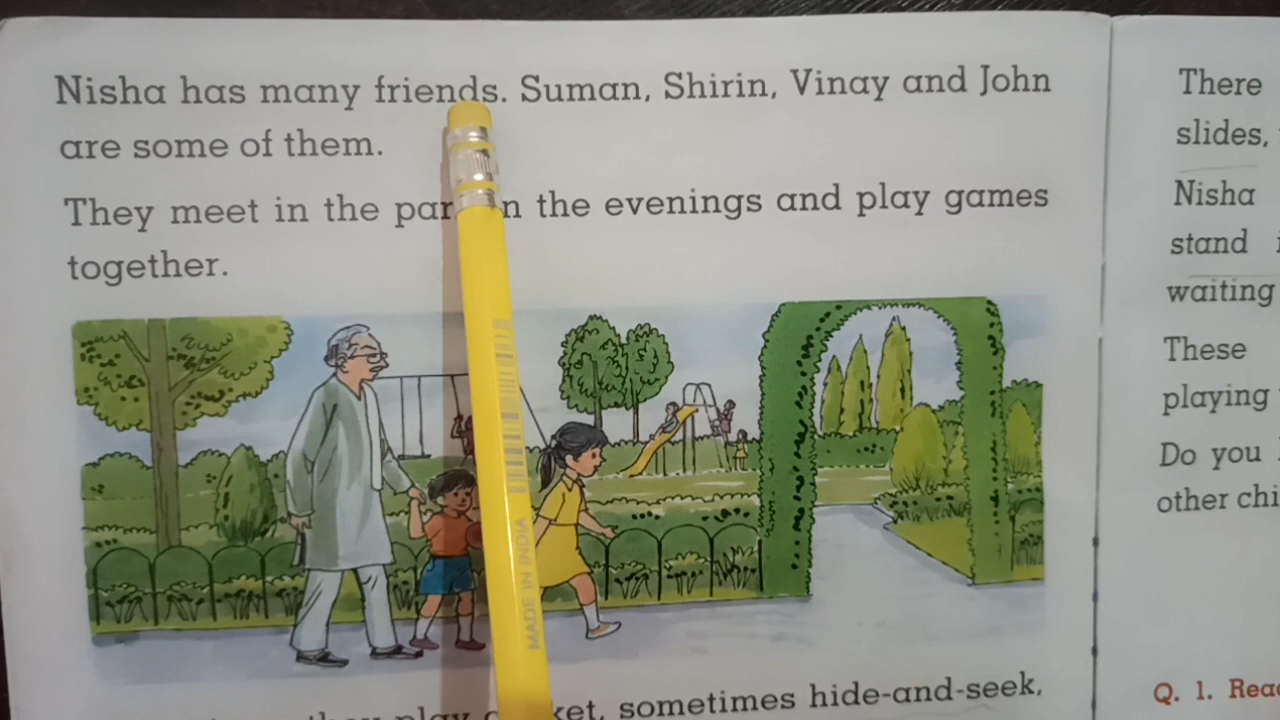 Nisha has many friends. Suman, Shirin, Vinay and John
are some of them.
They meet in the par n the evenings and play games
together.
they play ket, sometimes hide-and-seek,
There
slides,
Nisha
stand
waiting
These
playing
Do you
other chi
Q. 1. Rea
MADE IN INDIA